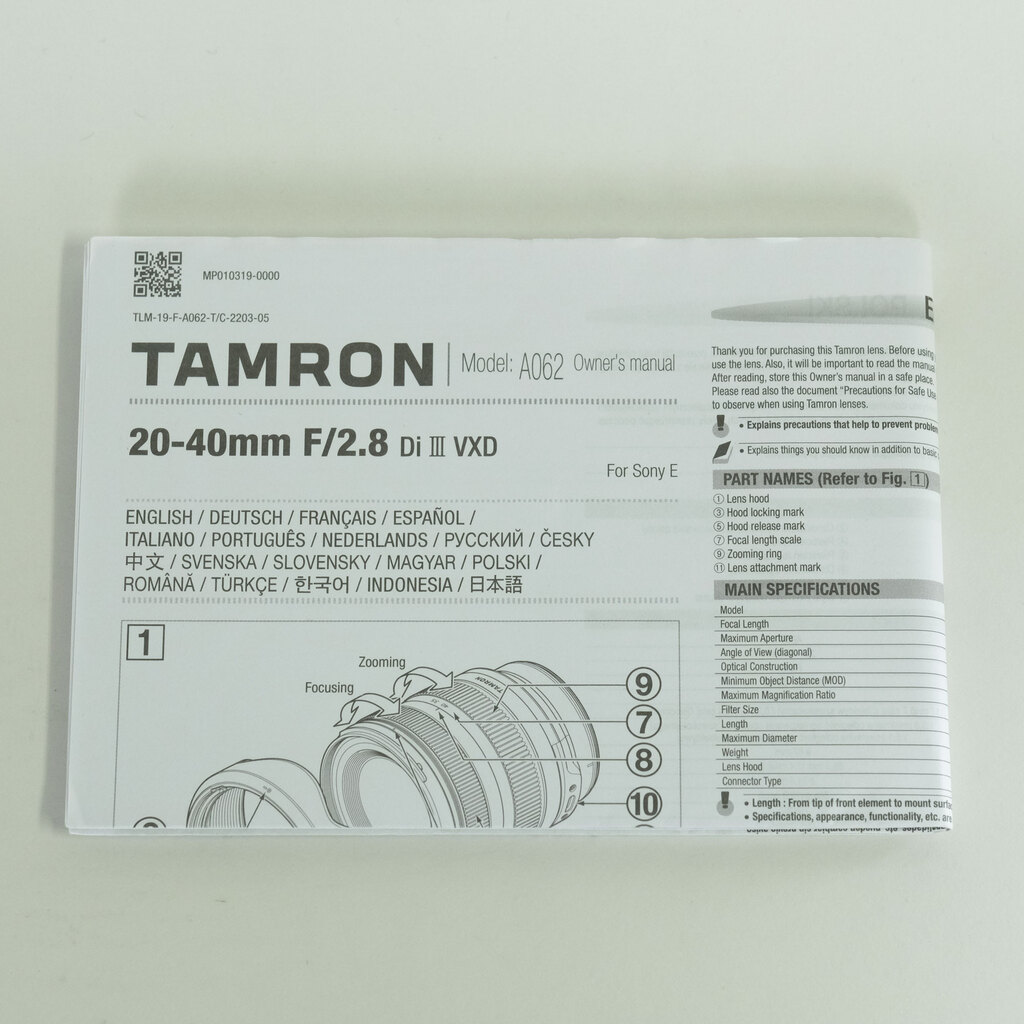 MP010319-0000
TLM-19-F-A062-T/C-2203-05
TAMRON Model: A062 Owner's manual
20-40mm F/2.8 Di III VXD
For Sony E
ENGLISH / DEUTSCH / FRANÇAIS / ESPAÑOL /
ITALIANO / PORTUGUÊS / NEDERLANDS / РУССКИЙ / ČESKY
中文 / SVENSKA / SLOVENSKY / MAGYAR / POLSKI /
ROMÂNĂ / TÜRKÇE / 한국어 / INDONESIA / 日本語
1
Zooming
Focusing
TAMRON
⑨
⑦
⑧
⑩
E
Thank you for purchasing this Tamron lens. Before using
use the lens. Also, it will be important to read the manual
After reading, store this Owner's manual in a safe place.
Please read also the document "Precautions for Safe Use
to observe when using Tamron lenses.
• Explains precautions that help to prevent
• Explains things you should know in addition to basic
PART NAMES (Refer to Fig. 1)
① Lens hood
③ Hood locking mark
⑤ Hood release mark
⑦ Focal length scale
⑨ Zooming ring
⑪ Lens attachment mark
MAIN SPECIFICATIONS
Model
Focal Length
Maximum Aperture
Angle of View (diagonal)
Optical Construction
Minimum Object Distance (MOD)
Maximum Magnification Ratio
Filter Size
Length
Maximum Diameter
Weight
Lens Hood
Connector Type
• Length : From tip of front element to mount
• Specifications, appearance, functionality, etc. are